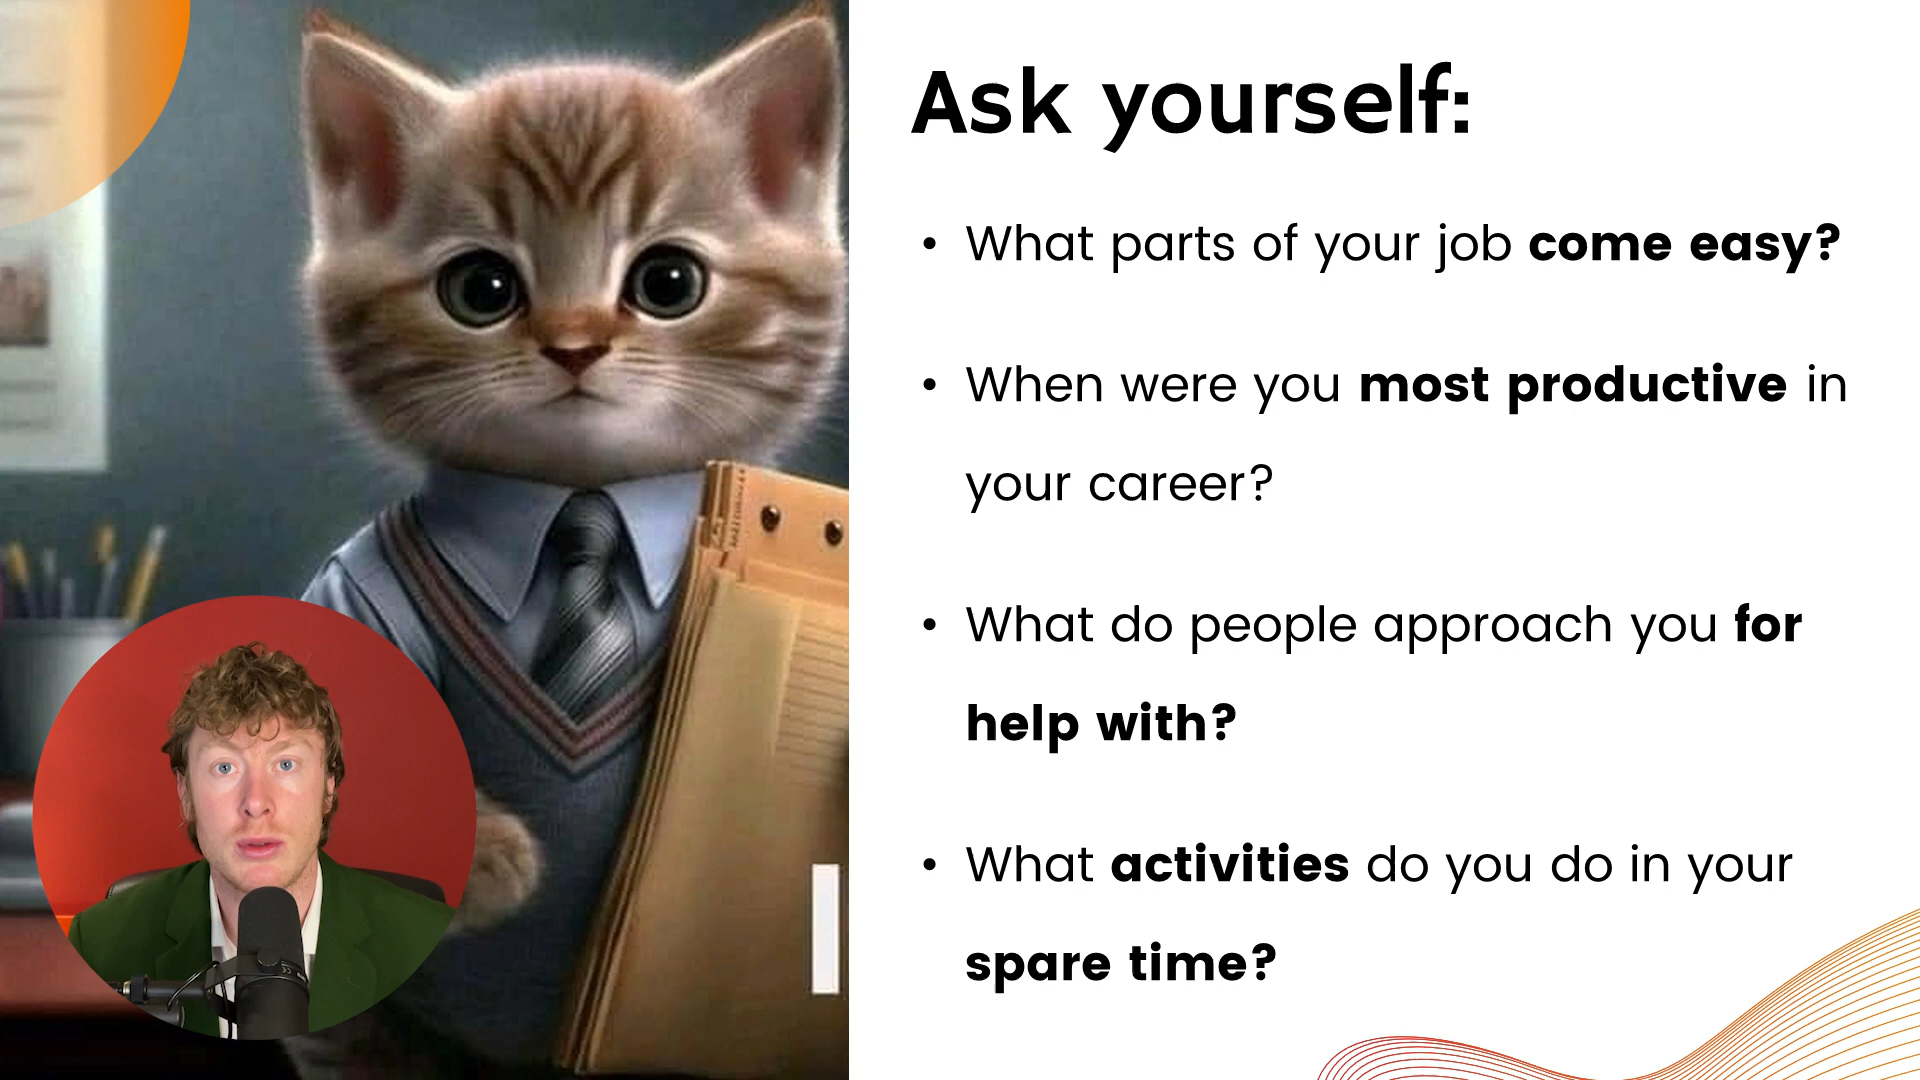 Ask yourself:
• What parts of your job come easy?
• When were you most productive in
your career?
• What do people approach you for
help with?
• What activities do you do in your
spare time?